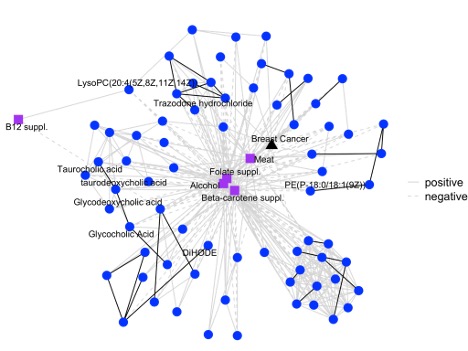 LysoPC(20:4(5Z,8Z,11Z,14Z))
Trazodone hydrochloride
B12 suppl.
Breast Cancer
Meat
Taurocholic acid
Folate suppl.
taurodeoxycholic acid
Alcohol
PE(P-18:0/18:1(9Z))
positive
negative
Beta-carotene suppl.
Glycodeoxycholic acid
Glycocholic Acid
DiHODE